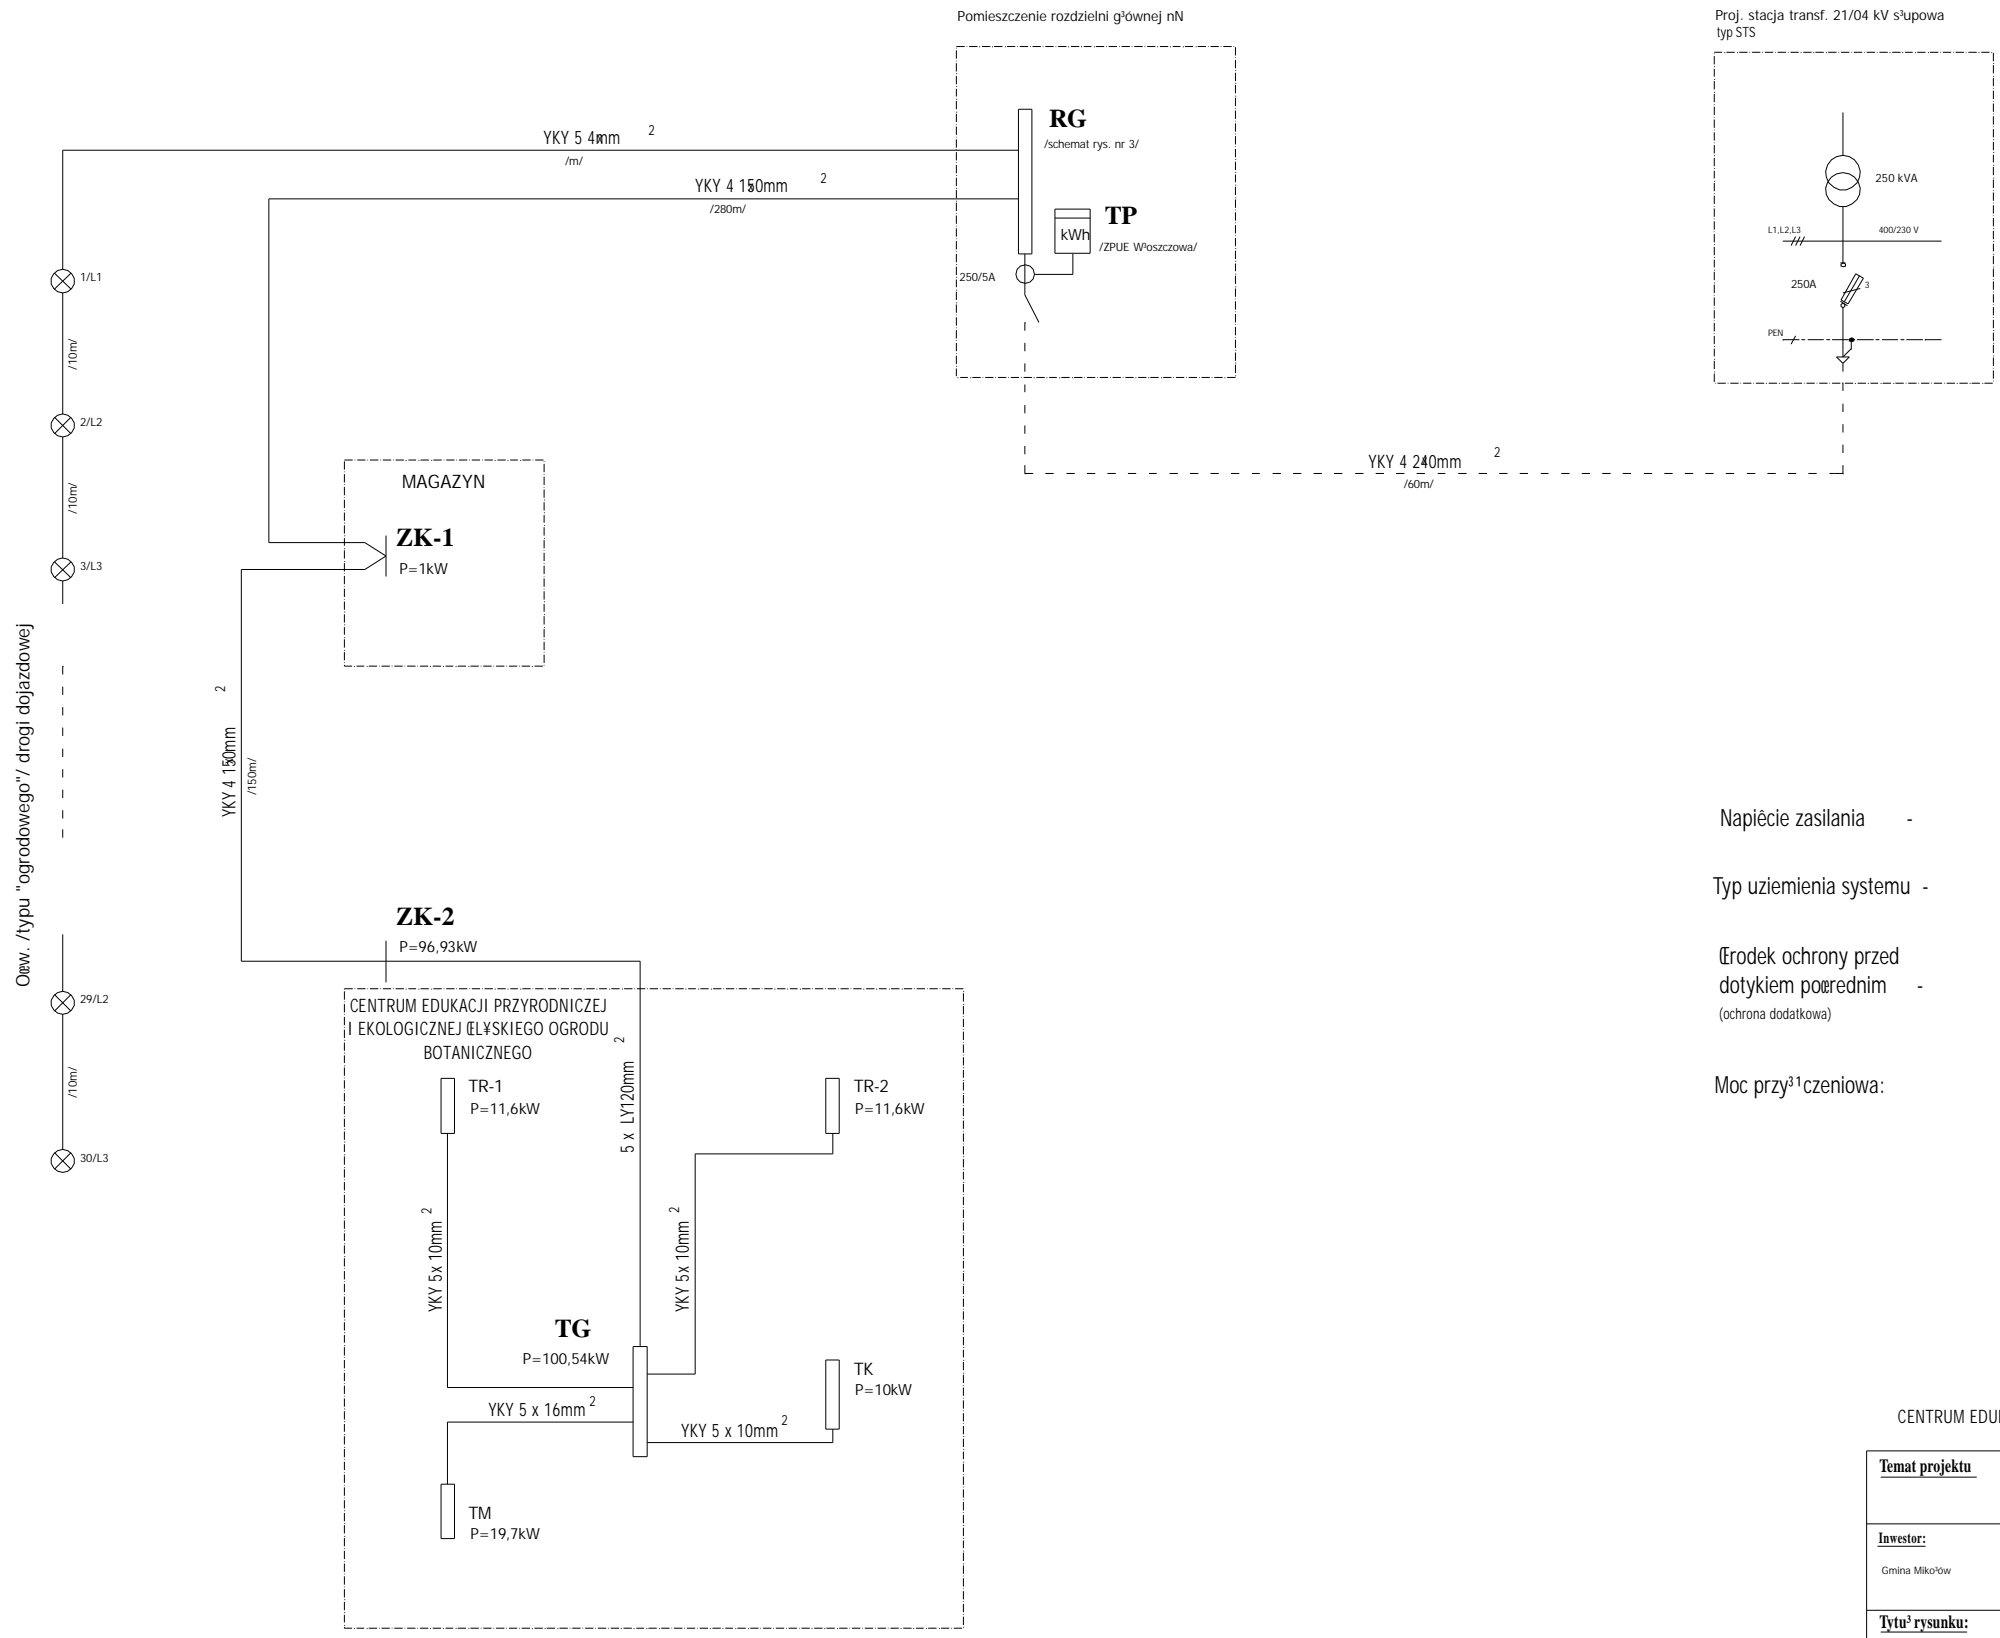 Pomieszczenie rozdzielni g³ównej nN
Proj. stacja transf. 21/04 kV s³upowa
typ STS
RG
/schemat rys. nr 3/
YKY 5 x 4mm 2
/m/
YKY 4 x 150mm 2
/280m/
TP
kWh
/ZPUE W³oszczowa/
250/5A
250 kVA
L1,L2,L3
400/230 V
250A
3
PEN
1/L1
/10m/
2/L2
/10m/
3/L3
YKY 4 x 240mm 2
/60m/
MAGAZYN
ZK-1
P=1kW
Oœw. /typu "ogrodowego"/ drogi dojazdowej
YKY 4 x 150mm 2
/150m/
Napiêcie zasilania -
Typ uziemienia systemu -
Œrodek ochrony przed
dotykiem poœrednim -
(ochrona dodatkowa)
Moc przy³¹czeniowa:
ZK-2
P=96,93kW
29/L2
/10m/
30/L3
CENTRUM EDUKACJI PRZYRODNICZEJ
I EKOLOGICZNEJ ŒL¥SKIEGO OGRODU
BOTANICZNEGO
5 x LY120mm 2
TR-1
P=11,6kW
TR-2
P=11,6kW
YKY 5x 10mm 2
YKY 5x 10mm 2
TG
P=100,54kW
TK
P=10kW
YKY 5 x 16mm 2
YKY 5 x 10mm 2
TM
P=19,7kW
CENTRUM EDU
Temat projektu
Inwestor:
Gmina Miko³ów
Tytu³ rysunku: